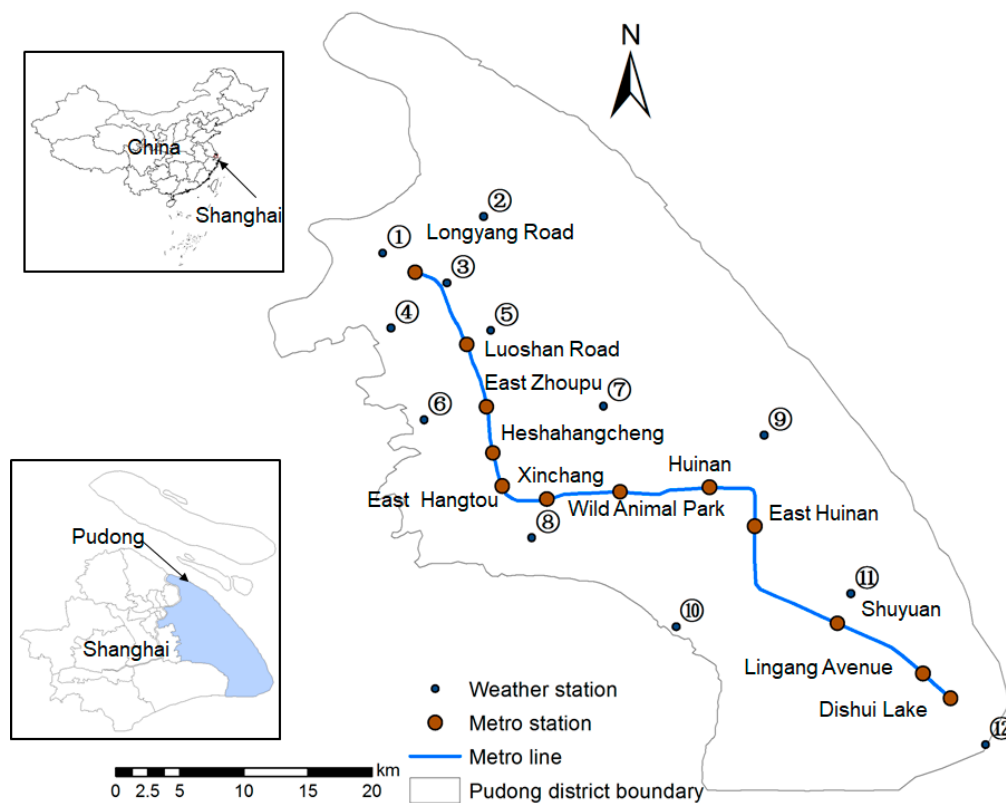 N
China
Shanghai
②
Longyang Road
①
③
④
⑤
Luoshan Road
East Zhoupu
⑦
⑥
⑨
Heshahangcheng
Xinchang
Huinan
East Hangtou
Wild Animal Park
East Huinan
⑧
Pudong
Shanghai
⑪
Shuyuan
⑩
Lingang Avenue
Dishui Lake
⑫
Weather station
Metro station
Metro line
Pudong district boundary
km
0 2.5 5 10 15 20